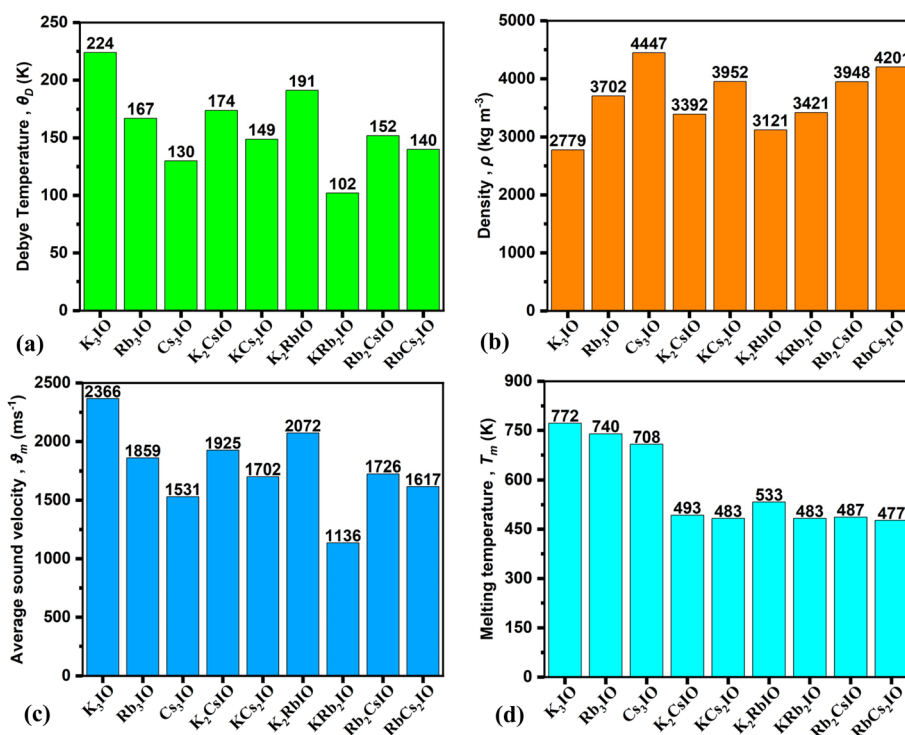 Debye Temperature , θD (K)
250
200
150
100
50
0
224
167
130
174
149
191
102
152
140
K3IO
Rb3IO
Cs3IO
K2CsIO
KCs2IO
K2RbIO
KRb2IO
Rb2CsIO
RbCs2IO
(a)
Density , ρ (kg m-3)
5000
4000
3000
2000
1000
0
2779
3702
4447
3392
3952
3121
3421
3948
4201
K3IO
Rb3IO
Cs3IO
K2CsIO
KCs2IO
K2RbIO
KRb2IO
Rb2CsIO
RbCs2IO
(b)
Average sound velocity , ϑm (ms-1)
2500
2000
1500
1000
500
0
2366
1859
1531
1925
1702
2072
1136
1726
1617
K3IO
Rb3IO
Cs3IO
K2CsIO
KCs2IO
K2RbIO
KRb2IO
Rb2CsIO
RbCs2IO
(c)
Melting temperature , Tm (K)
900
750
600
450
300
150
0
772
740
708
493
483
533
483
487
477
K3IO
Rb3IO
Cs3IO
K2CsIO
KCs2IO
K2RbIO
KRb2IO
Rb2CsIO
RbCs2IO
(d)